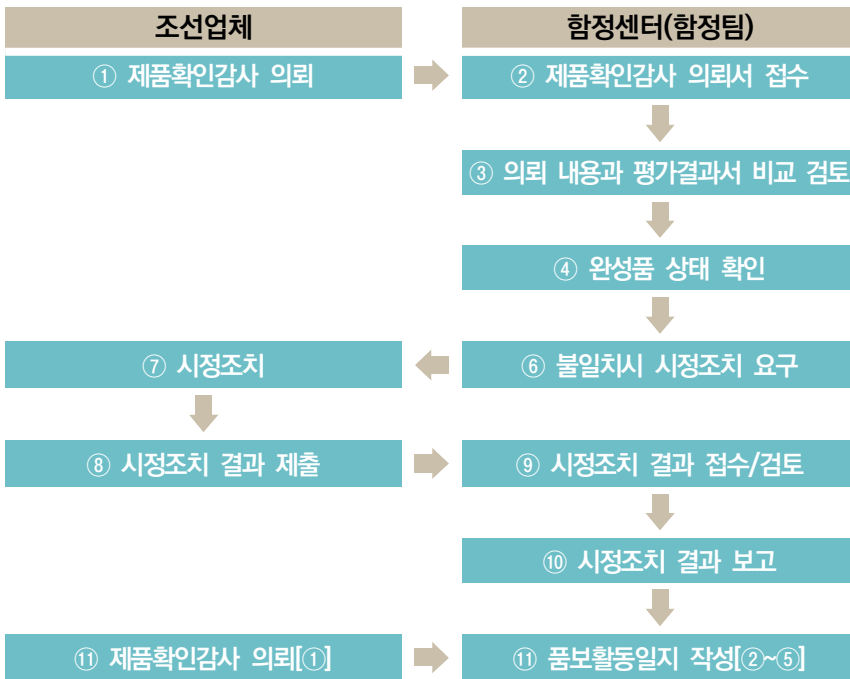 조선업체
함정센터(함정팀)
① 제품확인감사 의뢰
② 제품확인감사 의뢰서 접수
③ 의뢰 내용과 평가결과서 비교 검토
④ 완성품 상태 확인
⑦ 시정조치
⑥ 불일치시 시정조치 요구
⑧ 시정조치 결과 제출
⑨ 시정조치 결과 접수/검토
⑩ 시정조치 결과 보고
⑪ 제품확인감사 의뢰[①]
⑪ 품보활동일지 작성[②~⑤]